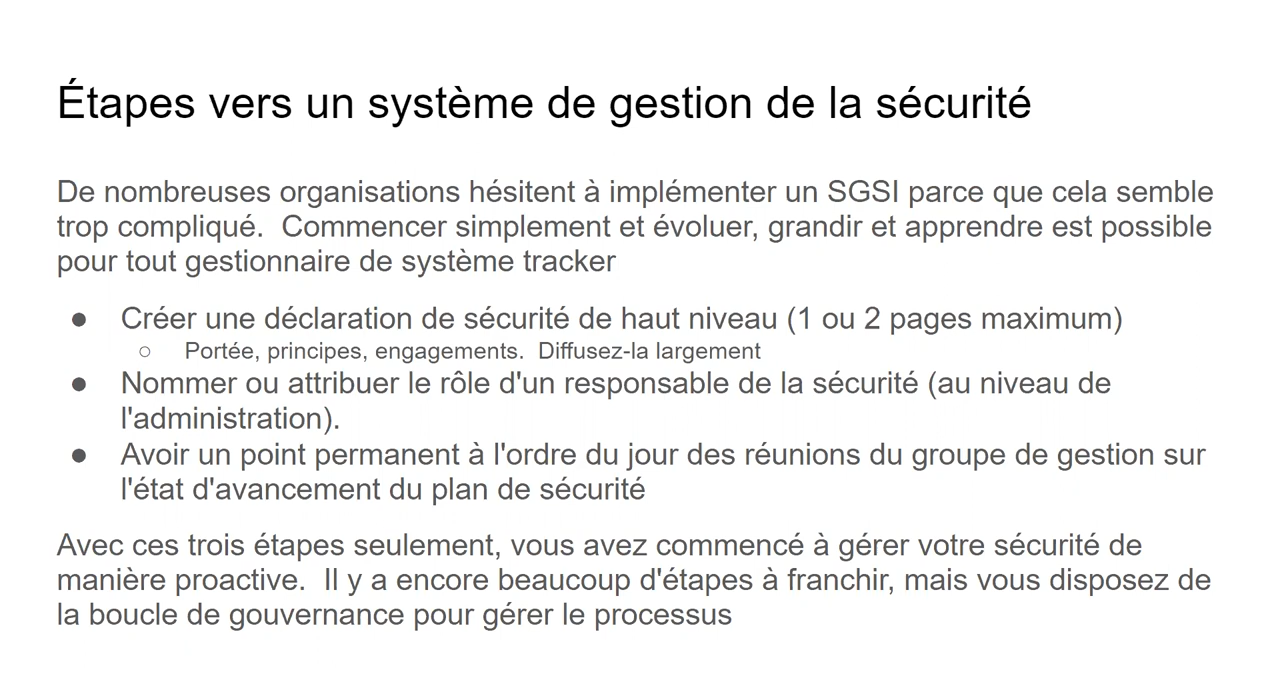 Étapes vers un système de gestion de la sécurité
De nombreuses organisations hésitent à implémenter un SGSI parce que cela semble
trop compliqué.  Commencer simplement et évoluer, grandir et apprendre est possible
pour tout gestionnaire de système tracker
● Créer une déclaration de sécurité de haut niveau (1 ou 2 pages maximum)
○ Portée, principes, engagements.  Diffusez-la largement
● Nommer ou attribuer le rôle d'un responsable de la sécurité (au niveau de
l'administration).
● Avoir un point permanent à l'ordre du jour des réunions du groupe de gestion sur
l'état d'avancement du plan de sécurité
Avec ces trois étapes seulement, vous avez commencé à gérer votre sécurité de
manière proactive.  Il y a encore beaucoup d'étapes à franchir, mais vous disposez de
la boucle de gouvernance pour gérer le processus